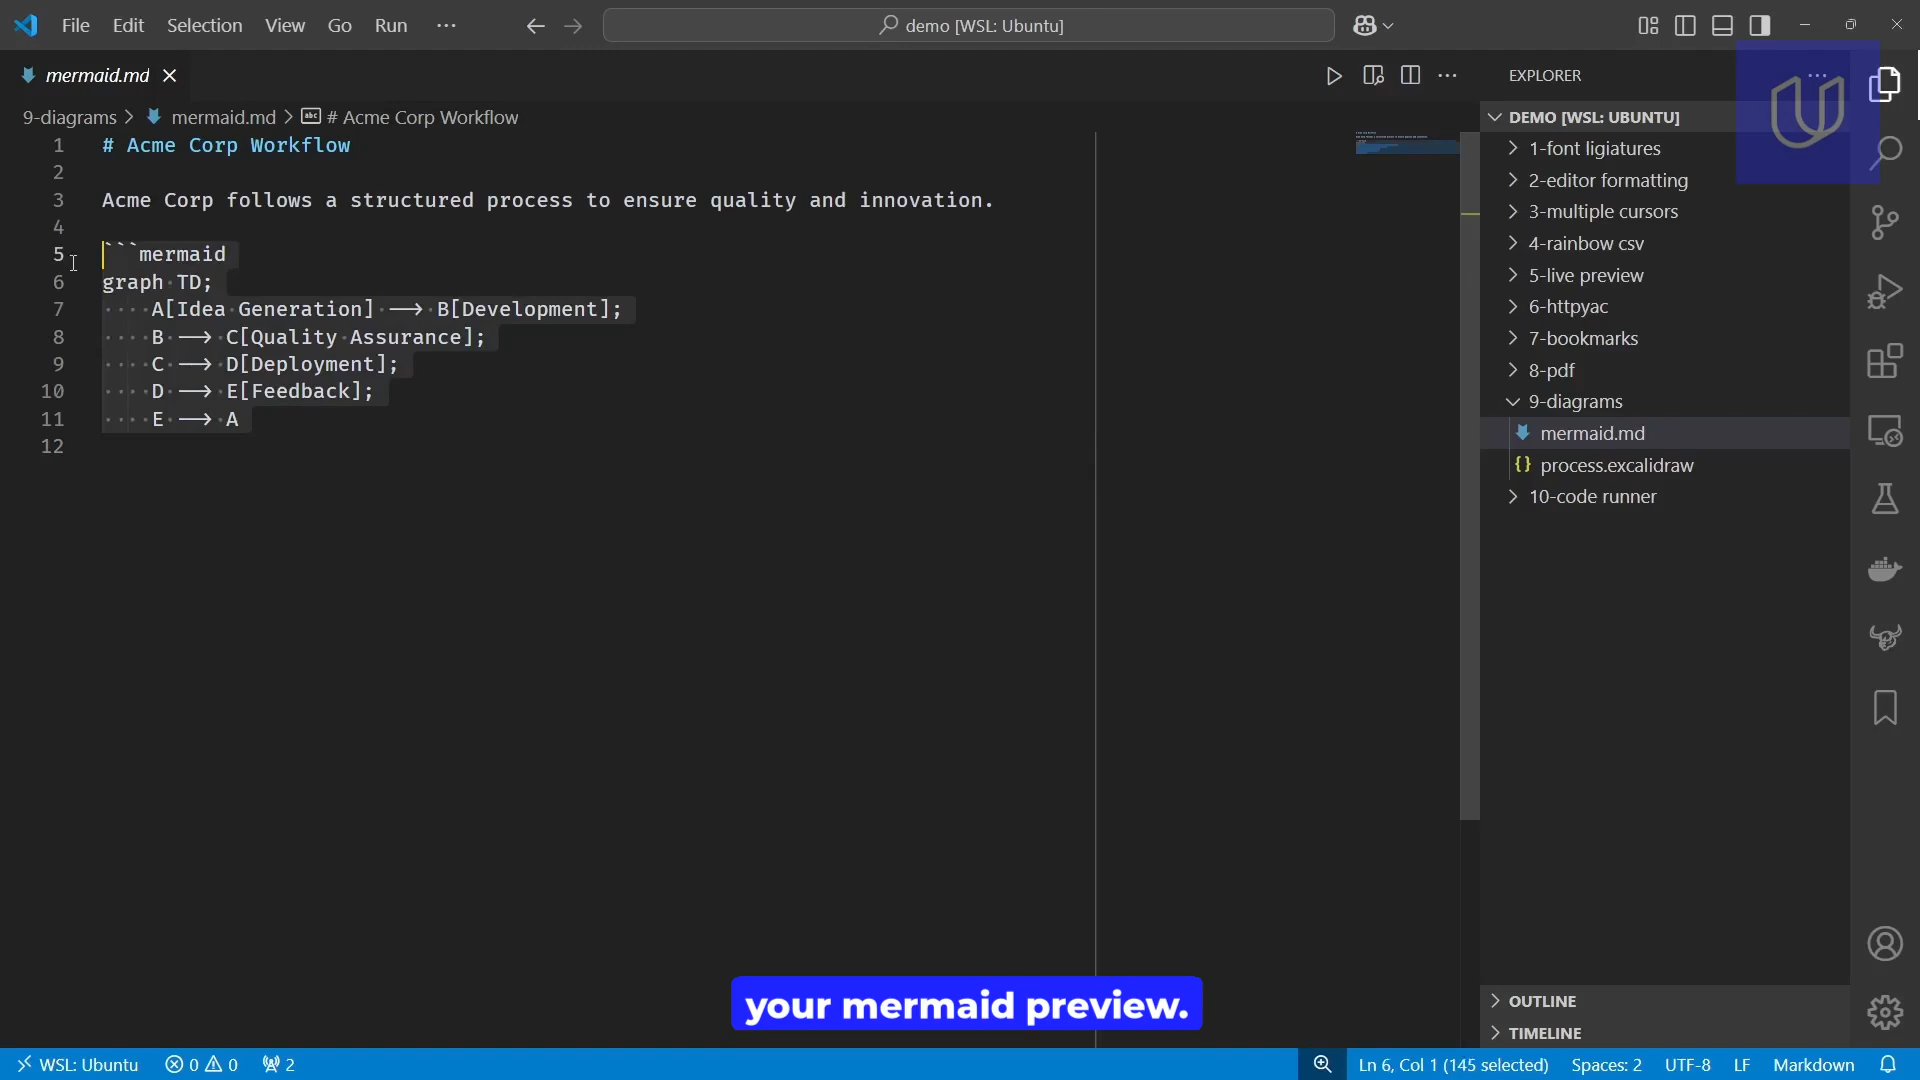 File Edit Selection View Go Run ··· demo [WSL: Ubuntu]
mermaid.md
9-diagrams > mermaid.md > # Acme Corp Workflow
1 # Acme Corp Workflow
2
3 Acme Corp follows a structured process to ensure quality and innovation.
4
5 ```mermaid
6 graph·TD;
7 ····A[Idea·Generation]·-->·B[Development];
8 ····B·-->·C[Quality·Assurance];
9 ····C·-->·D[Deployment];
10 ····D·-->·E[Feedback];
11 ····E·-->·A
12
EXPLORER
DEMO [WSL: UBUNTU]
1-font ligiatures
2-editor formatting
3-multiple cursors
4-rainbow csv
5-live preview
6-httpyac
7-bookmarks
8-pdf
9-diagrams
mermaid.md
{} process.excalidraw
10-code runner
OUTLINE
TIMELINE
your mermaid preview.
WSL: Ubuntu 0 0 2 Ln 6, Col 1 (145 selected) Spaces: 2 UTF-8 LF Markdown